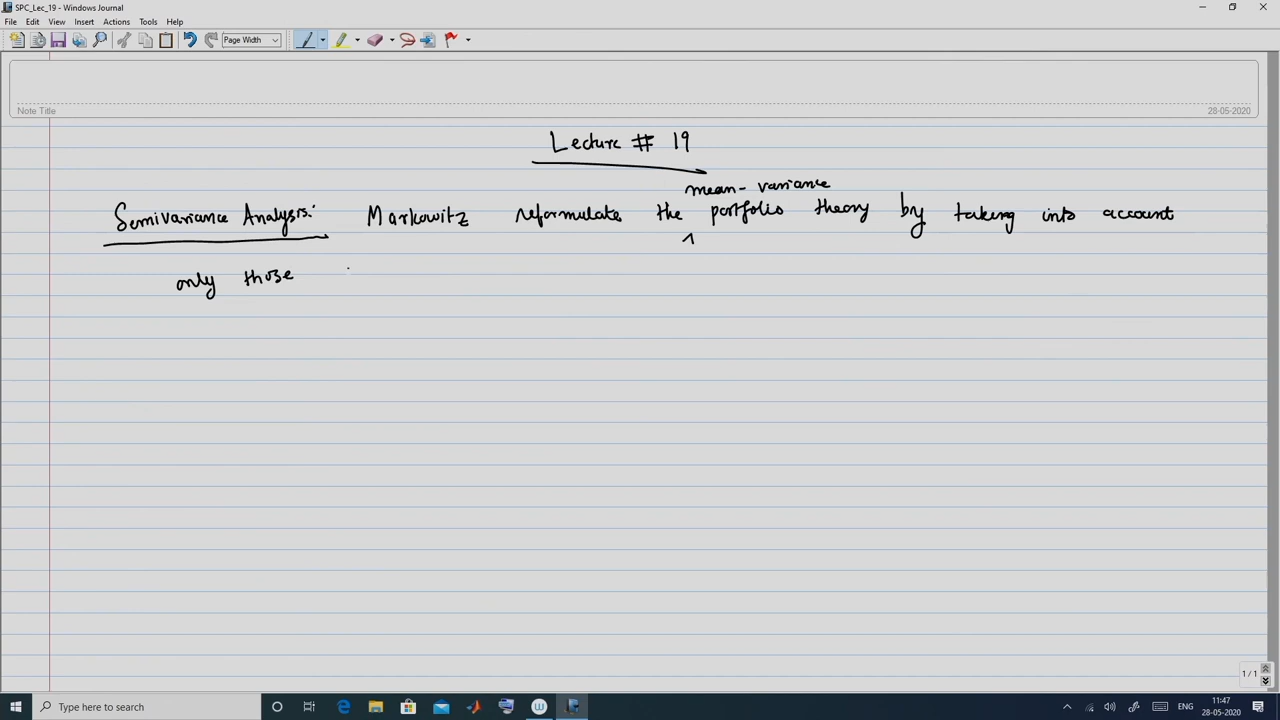 SPC_Lec_19 - Windows Journal
File Edit View Insert Actions Tools Help
Page Width
Note Title
28-05-2020
Lecture # 19
mean- variance
Semivariance Analysis:- Markowitz reformulate the ^ portfolio theory by taking into account
only those
1/1
Type here to search
ENG
11:47
28-05-2020